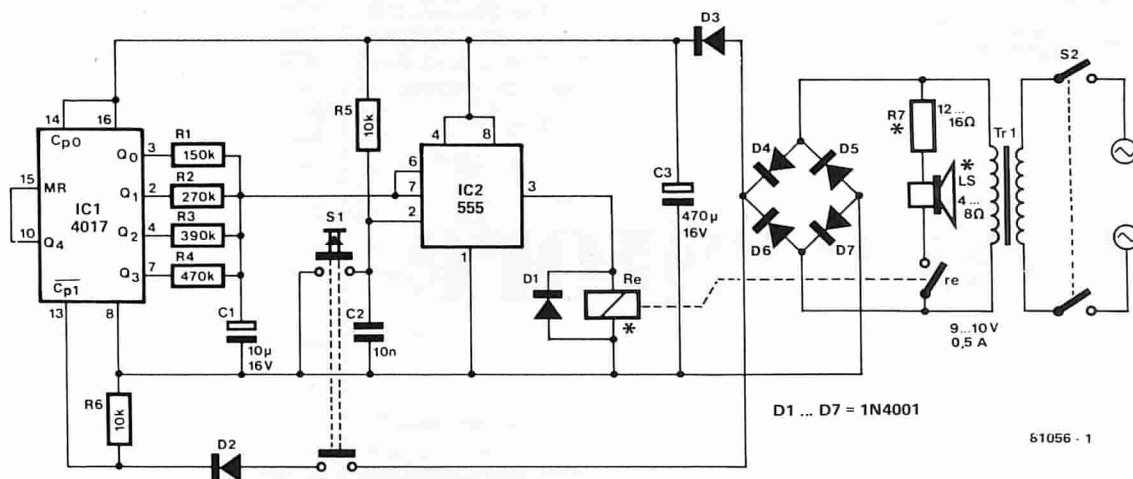 D3
S2
14
16
Cp0
R1
Q0
3
150k
15
MR
R2
Q1
2
270k
IC1
4017
R3
Q2
4
390k
10
Q4
R4
Q3
7
470k
Cp1
13
8
C1
10µ
16V
R6
10k
D2
R5
10k
S1
C2
10n
4
8
6
7
2
IC2
555
3
1
D1
Re
*
C3
470µ
16V
D4
D5
D6
D7
R7
*
12...
16Ω
*
LS
4...
8Ω
re
Tr1
9...10V
0,5 A
D1 ... D7 = 1N4001
81056 - 1